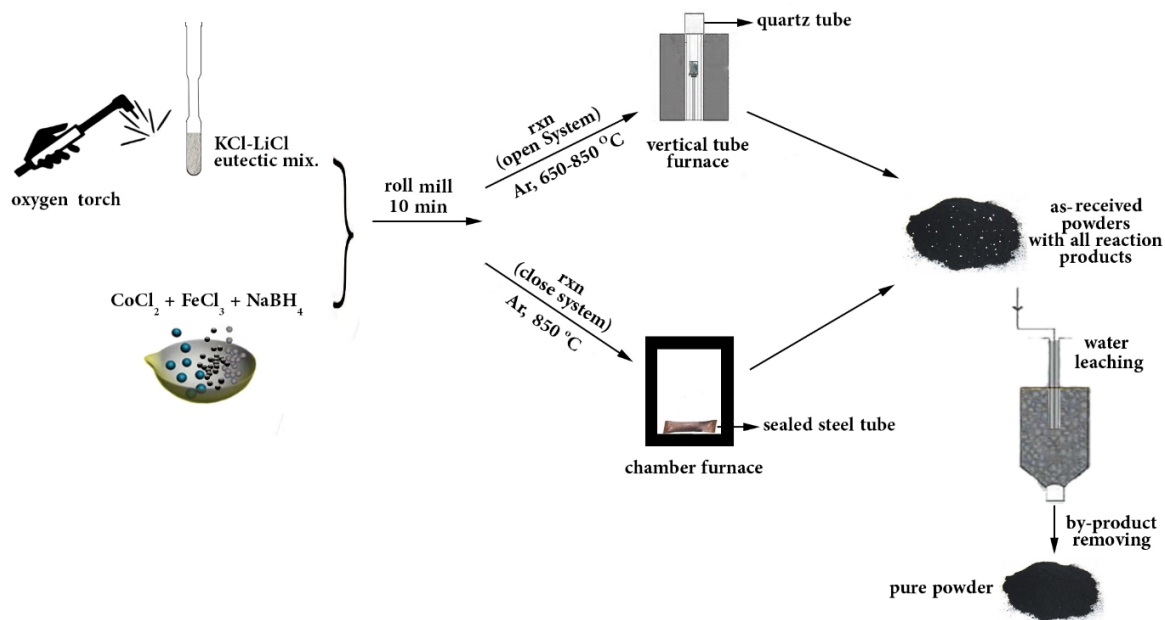 oxygen torch
KCl-LiCl
eutectic mix.
CoCl₂ + FeCl₃ + NaBH₄
roll mill
10 min
rxn
(open System)
Ar, 650-850 °C
rxn
(close system)
Ar, 850 °C
quartz tube
vertical tube
furnace
sealed steel tube
chamber furnace
as-received
powders
with all reaction
products
water
leaching
by-product
removing
pure powder